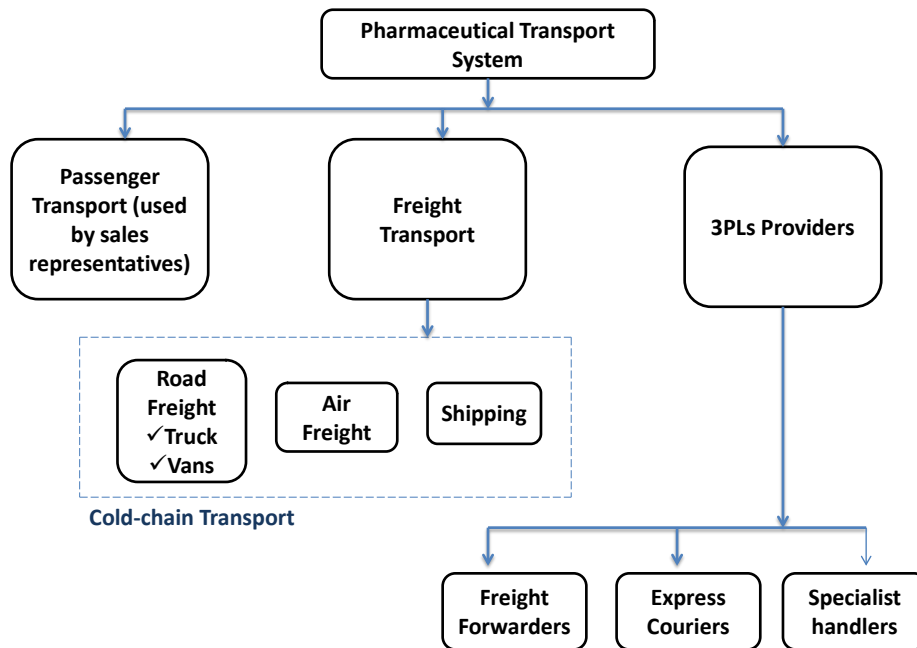 Pharmaceutical Transport
System
Passenger
Transport (used
by sales
representatives)
Freight
Transport
3PLs Providers
Road
Freight
✓Truck
✓Vans
Air
Freight
Shipping
Cold-chain Transport
Freight
Forwarders
Express
Couriers
Specialist
handlers